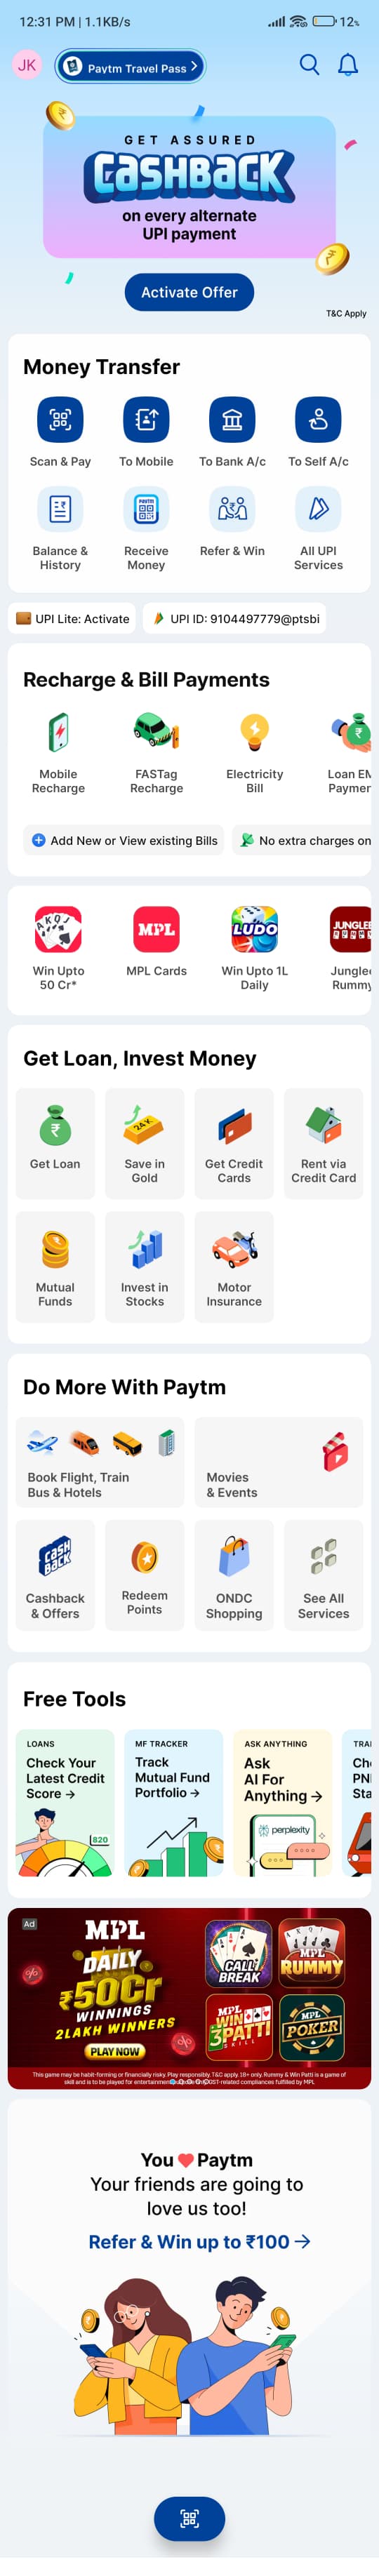 12:31 PM | 1.1KB/s
12%
JK
Paytm Travel Pass
GET ASSURED
CASHBACK
on every alternate
UPI payment
Activate Offer
T&C Apply
Money Transfer
Scan & Pay To Mobile To Bank A/c To Self A/c
Balance & Receive Refer & Win All UPI
History Money Services
UPI Lite: Activate UPI ID: 9104497779@ptsbi
Recharge & Bill Payments
Mobile FASTag Electricity Loan EM
Recharge Recharge Bill Paymen
Add New or View existing Bills No extra charges on
A K Q J MPL LUDO JUNGLEE
Win Upto MPL Cards Win Upto 1L Junglee
50 Cr* Daily Rummy
Get Loan, Invest Money
24K
Get Loan Save in Get Credit Rent via
Gold Cards Credit Card
Mutual Invest in Motor
Funds Stocks Insurance
Do More With Paytm
Book Flight, Train Movies
Bus & Hotels & Events
CASH
BACK
Cashback Redeem ONDC See All
& Offers Points Shopping Services
Free Tools
LOANS MF TRACKER ASK ANYTHING TRA
Check Your Track Ask Che
Latest Credit Mutual Fund AI For PN
Score → Portfolio → Anything → Sta
820
perplexity
Ad
MPL
DAILY
₹50Cr
WINNINGS
2LAKH WINNERS
PLAY NOW
CALL
BREAK
MPL
RUMMY
MPL
WIN
3PATTI
SKILL
MPL
POKER
This game may be habit-forming or financially risky. Play responsibly. T&C apply. 18+ only. Rummy & Win Patti is a game of
skill and is to be played for entertainment GST-related compliances fulfilled by MPL
You ❤ Paytm
Your friends are going to
love us too!
Refer & Win up to ₹100 →